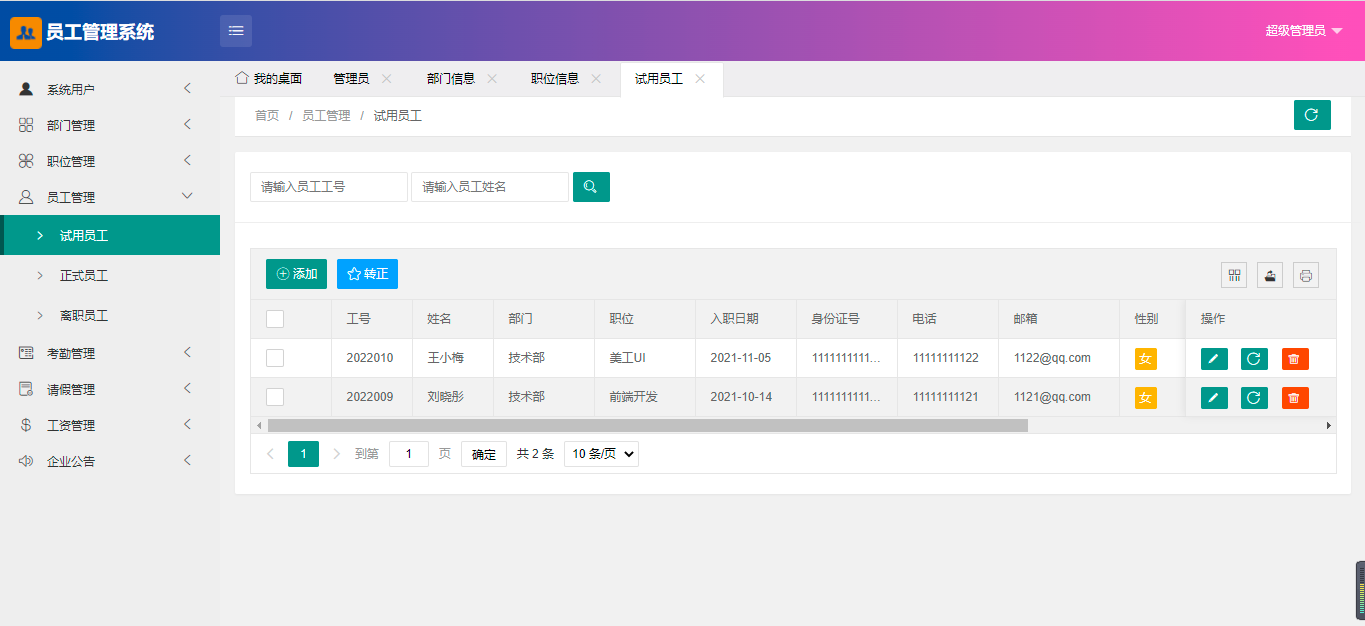 员工管理系统
超级管理员
系统用户
部门管理
职位管理
员工管理
试用员工
正式员工
离职员工
考勤管理
请假管理
工资管理
企业公告
我的桌面 管理员 部门信息 职位信息 试用员工
首页 / 员工管理 / 试用员工
请输入员工工号 请输入员工姓名
添加 转正
工号 姓名 部门 职位 入职日期 身份证号 电话 邮箱 性别 操作
2022010 王小梅 技术部 美工UI 2021-11-05 1111111111... 11111111122 1122@qq.com 女
2022009 刘晓彤 技术部 前端开发 2021-10-14 1111111111... 11111111121 1121@qq.com 女
1 到第 1 页 确定 共 2 条 10 条/页